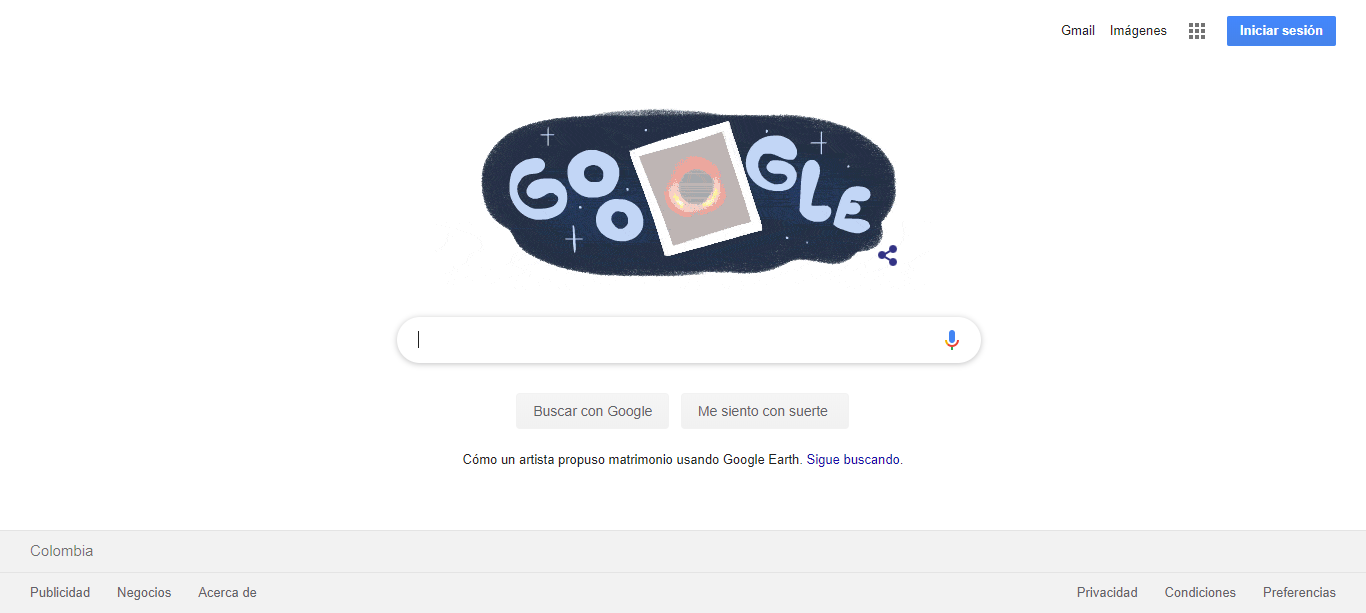 Gmail Imágenes Iniciar sesión
GOOGLE
Buscar con Google Me siento con suerte
Cómo un artista propuso matrimonio usando Google Earth. Sigue buscando.
Colombia
Publicidad Negocios Acerca de Privacidad Condiciones Preferencias